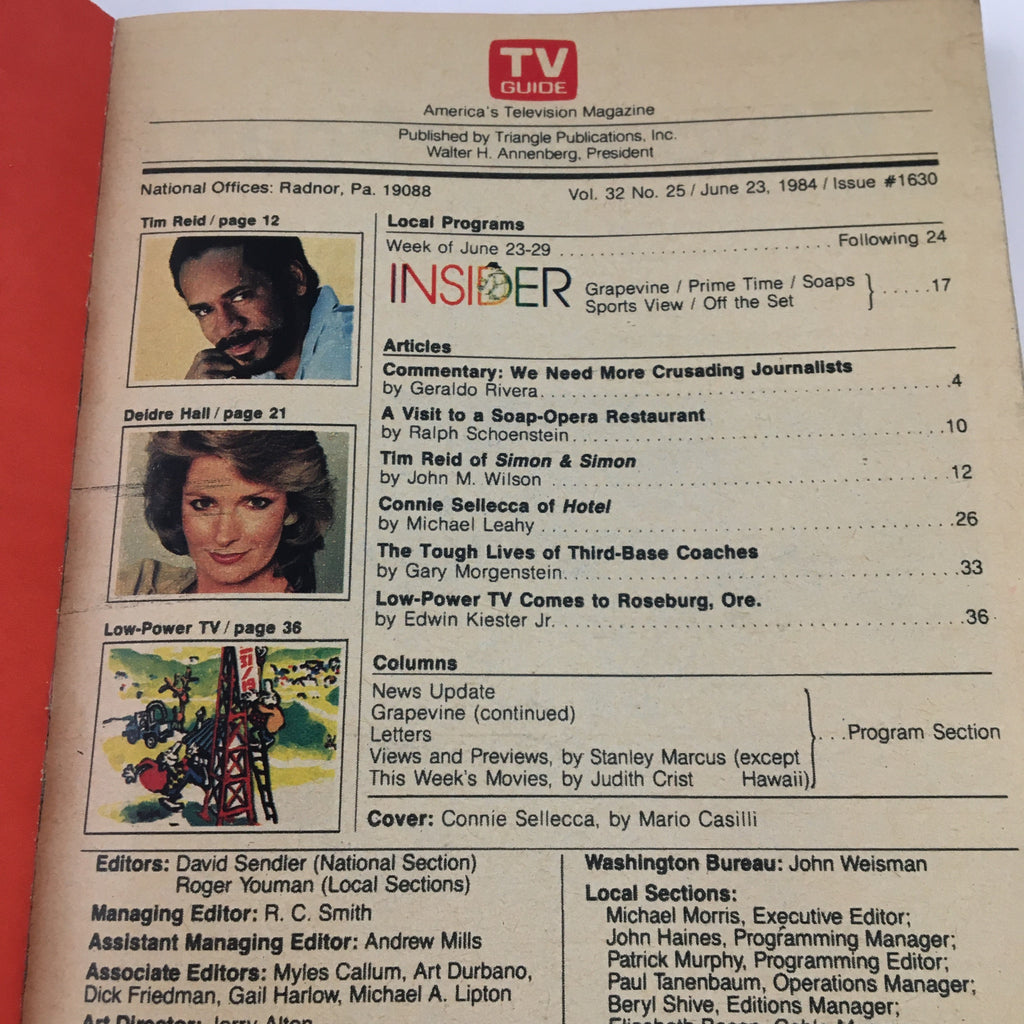 TV
GUIDE
America's Television Magazine
Published by Triangle Publications, Inc.
Walter H. Annenberg, President
National Offices: Radnor, Pa. 19088
Vol. 32 No. 25 / June 23, 1984 / Issue #1630
Tim Reid / page 12
Deidre Hall / page 21
Low-Power TV / page 36
Local Programs
Week of June 23-29 ............................ Following 24
INSIDER
Grapevine / Prime Time / Soaps
Sports View / Off the Set
} ......17
Articles
Commentary: We Need More Crusading Journalists
by Geraldo Rivera..........................................4
A Visit to a Soap-Opera Restaurant
by Ralph Schoenstein......................................10
Tim Reid of Simon & Simon
by John M. Wilson ........................................12
Connie Sellecca of Hotel
by Michael Leahy .........................................26
The Tough Lives of Third-Base Coaches
by Gary Morgenstein.......................................33
Low-Power TV Comes to Roseburg, Ore.
by Edwin Kiester Jr.......................................36
Columns
News Update
Grapevine (continued)
Letters
Views and Previews, by Stanley Marcus (except
This Week's Movies, by Judith Crist Hawaii)
} ...Program Section
Cover: Connie Sellecca, by Mario Casilli
Editors: David Sendler (National Section)
Roger Youman (Local Sections)
Managing Editor: R. C. Smith
Assistant Managing Editor: Andrew Mills
Associate Editors: Myles Callum, Art Durbano,
Dick Friedman, Gail Harlow, Michael A. Lipton
Art Director: Jerry Alten
Washington Bureau: John Weisman
Local Sections:
Michael Morris, Executive Editor;
John Haines, Programming Manager;
Patrick Murphy, Programming Editor;
Paul Tanenbaum, Operations Manager;
Beryl Shive, Editions Manager;